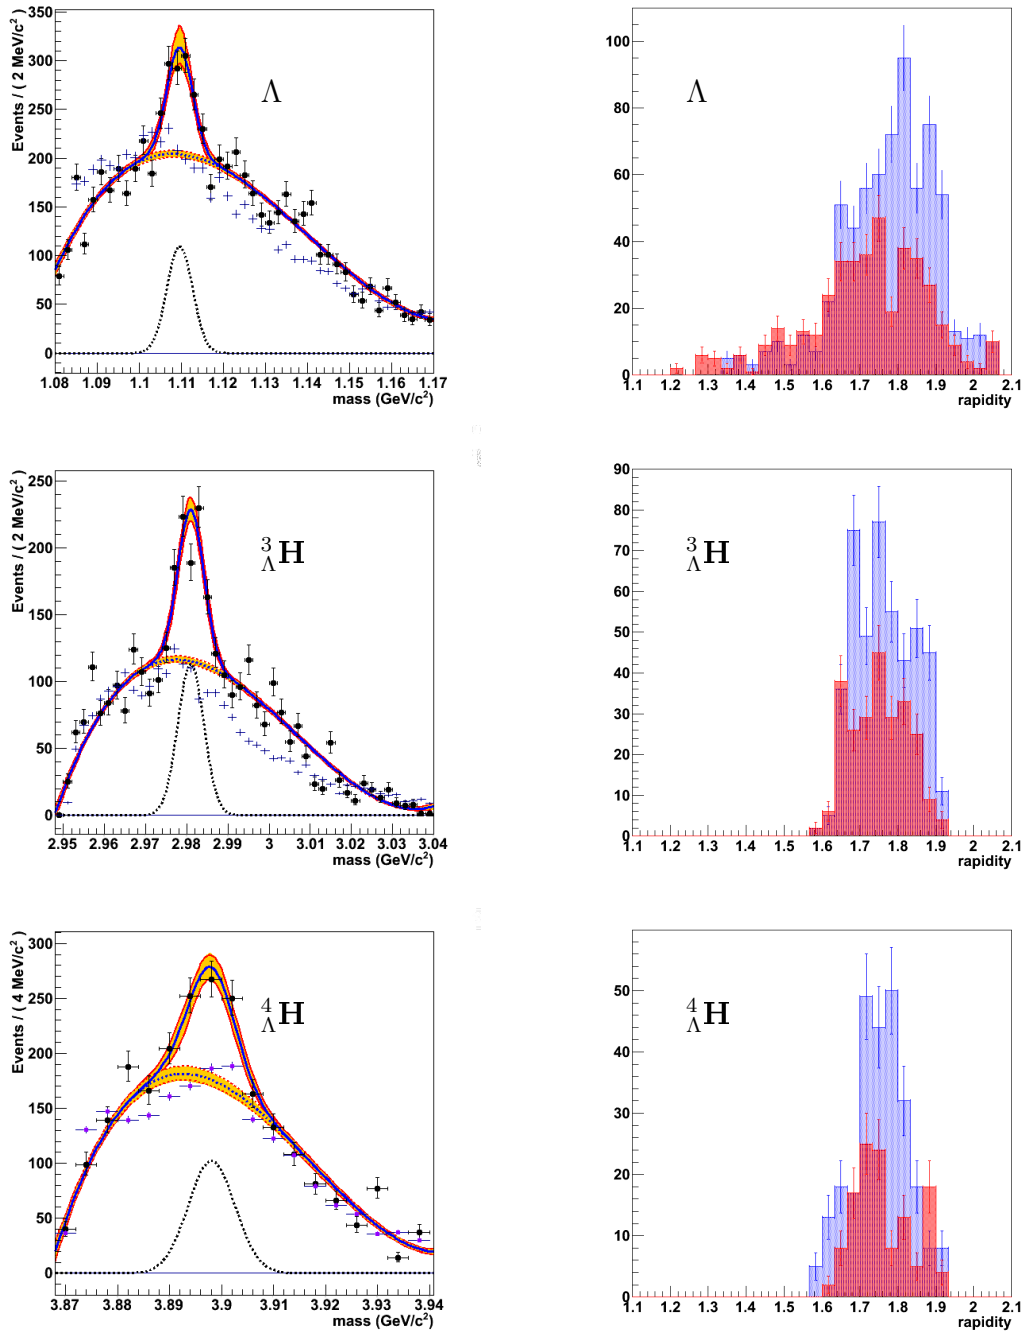 Events / ( 2 MeV/c² )
350
300
250
200
150
100
50
0
Λ
1.08 1.09 1.1 1.11 1.12 1.13 1.14 1.15 1.16 1.17
mass (GeV/c²)
100
80
60
40
20
0
Λ
1.1 1.2 1.3 1.4 1.5 1.6 1.7 1.8 1.9 2 2.1
rapidity
Events / ( 2 MeV/c² )
250
200
150
100
50
0
³ΛH
2.95 2.96 2.97 2.98 2.99 3 3.01 3.02 3.03 3.04
mass (GeV/c²)
90
80
70
60
50
40
30
20
10
0
³ΛH
1.1 1.2 1.3 1.4 1.5 1.6 1.7 1.8 1.9 2 2.1
rapidity
Events / ( 4 MeV/c² )
300
250
200
150
100
50
0
⁴ΛH
3.87 3.88 3.89 3.9 3.91 3.92 3.93 3.94
mass (GeV/c²)
50
40
30
20
10
0
⁴ΛH
1.1 1.2 1.3 1.4 1.5 1.6 1.7 1.8 1.9 2 2.1
rapidity